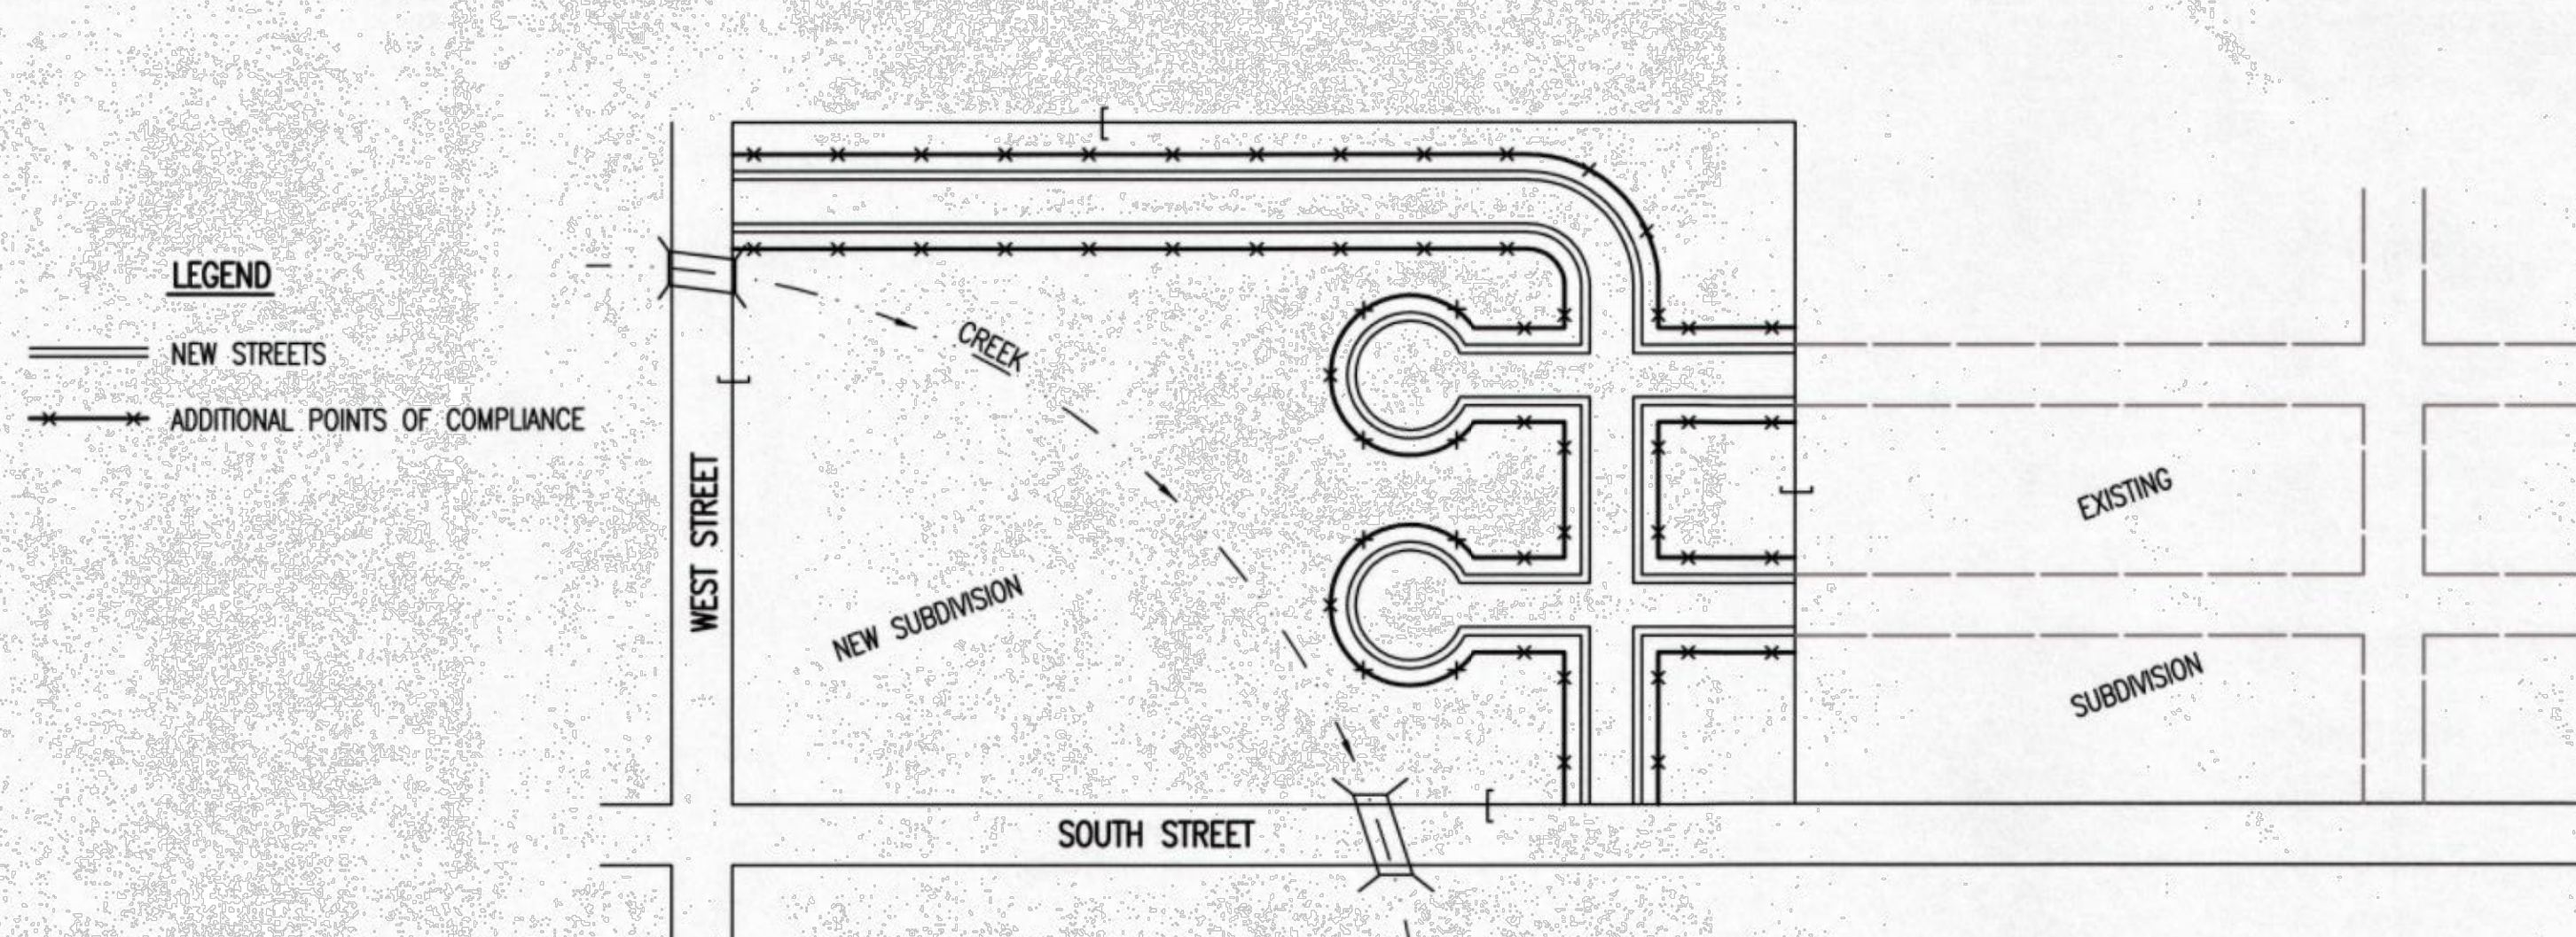 LEGEND
NEW STREETS
ADDITIONAL POINTS OF COMPLIANCE
CREEK
WEST STREET
NEW SUBDIVISION
SOUTH STREET
EXISTING
SUBDIVISION